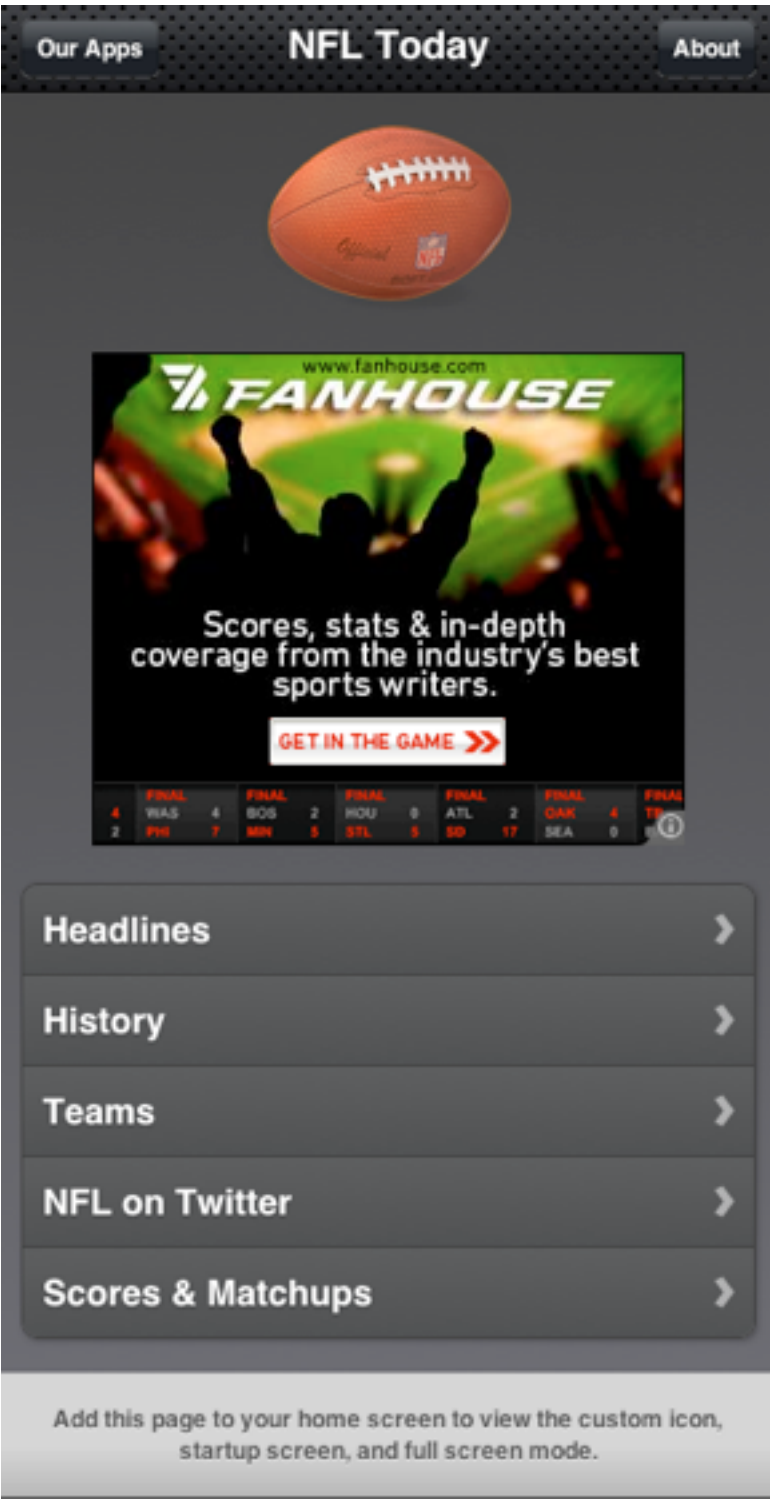 Our Apps
NFL Today
About
Official
NFL
www.fanhouse.com
FANHOUSE
Scores, stats & in-depth
coverage from the industry's best
sports writers.
GET IN THE GAME
FINAL FINAL FINAL FINAL FINAL FINAL
4 WAS 4 BOS 2 HOU 0 ATL 2 OAK 4
2 PHI 7 MIN 5 STL 5 SD 17 SEA 0
Headlines
History
Teams
NFL on Twitter
Scores & Matchups
Add this page to your home screen to view the custom icon,
startup screen, and full screen mode.